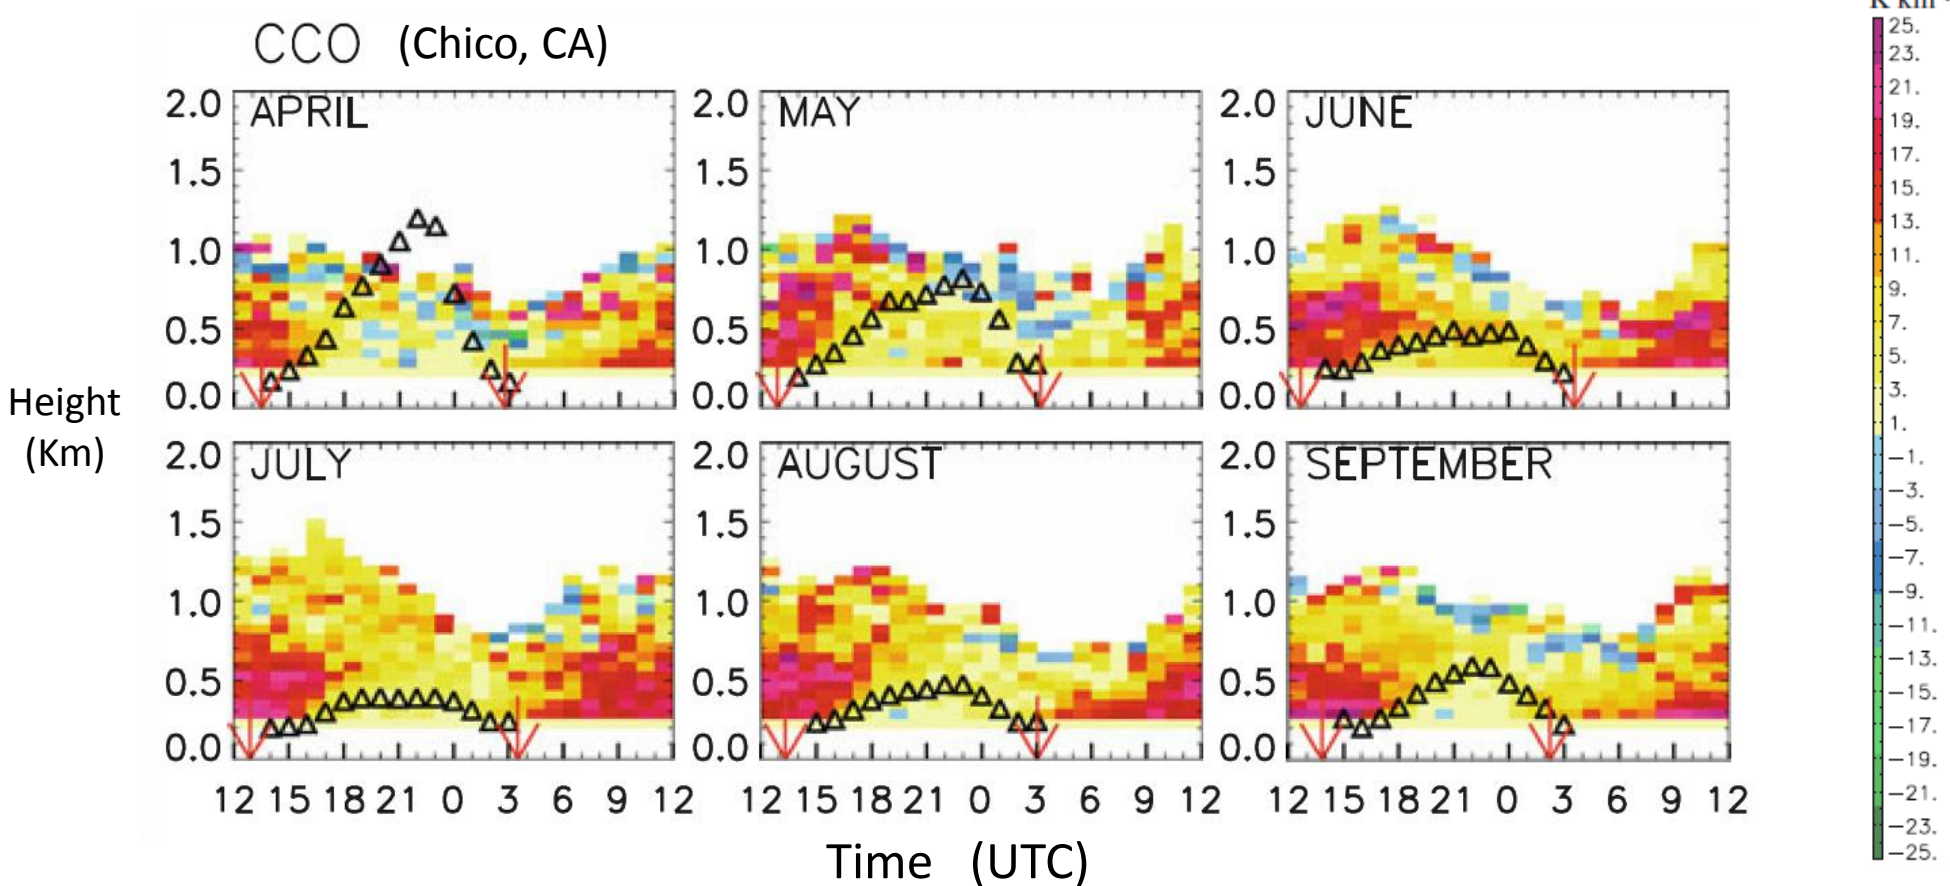 CCO (Chico, CA)
K km
APRIL
MAY
JUNE
2.0 2.0 2.0
1.5 1.5 1.5
1.0 1.0 1.0
0.5 0.5 0.5
0.0 0.0 0.0
Height
(Km)
JULY
AUGUST
SEPTEMBER
2.0 2.0 2.0
1.5 1.5 1.5
1.0 1.0 1.0
0.5 0.5 0.5
0.0 0.0 0.0
12 15 18 21 0 3 6 9 12 15 18 21 0 3 6 9 12 15 18 21 0 3 6 9 12
Time (UTC)
25.
23.
21.
19.
17.
15.
13.
11.
9.
7.
5.
3.
1.
−1.
−3.
−5.
−7.
−9.
−11.
−13.
−15.
−17.
−19.
−21.
−23.
−25.